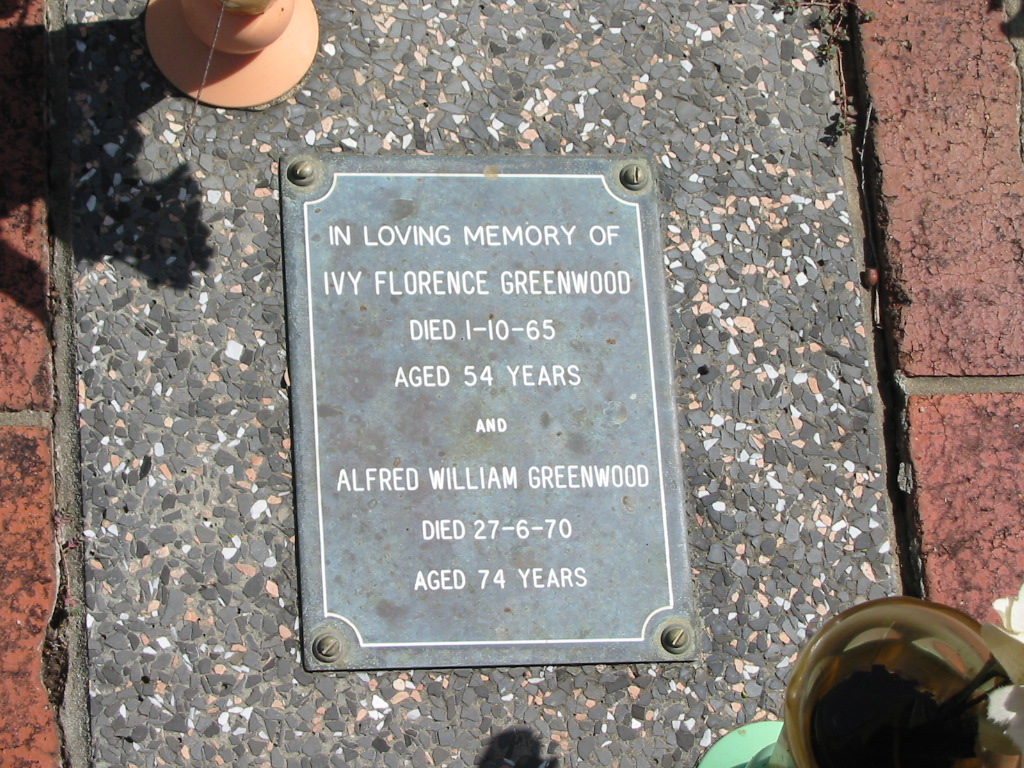 IN LOVING MEMORY OF
IVY FLORENCE GREENWOOD
DIED 1-10-65
AGED 54 YEARS
AND
ALFRED WILLIAM GREENWOOD
DIED 27-6-70
AGED 74 YEARS